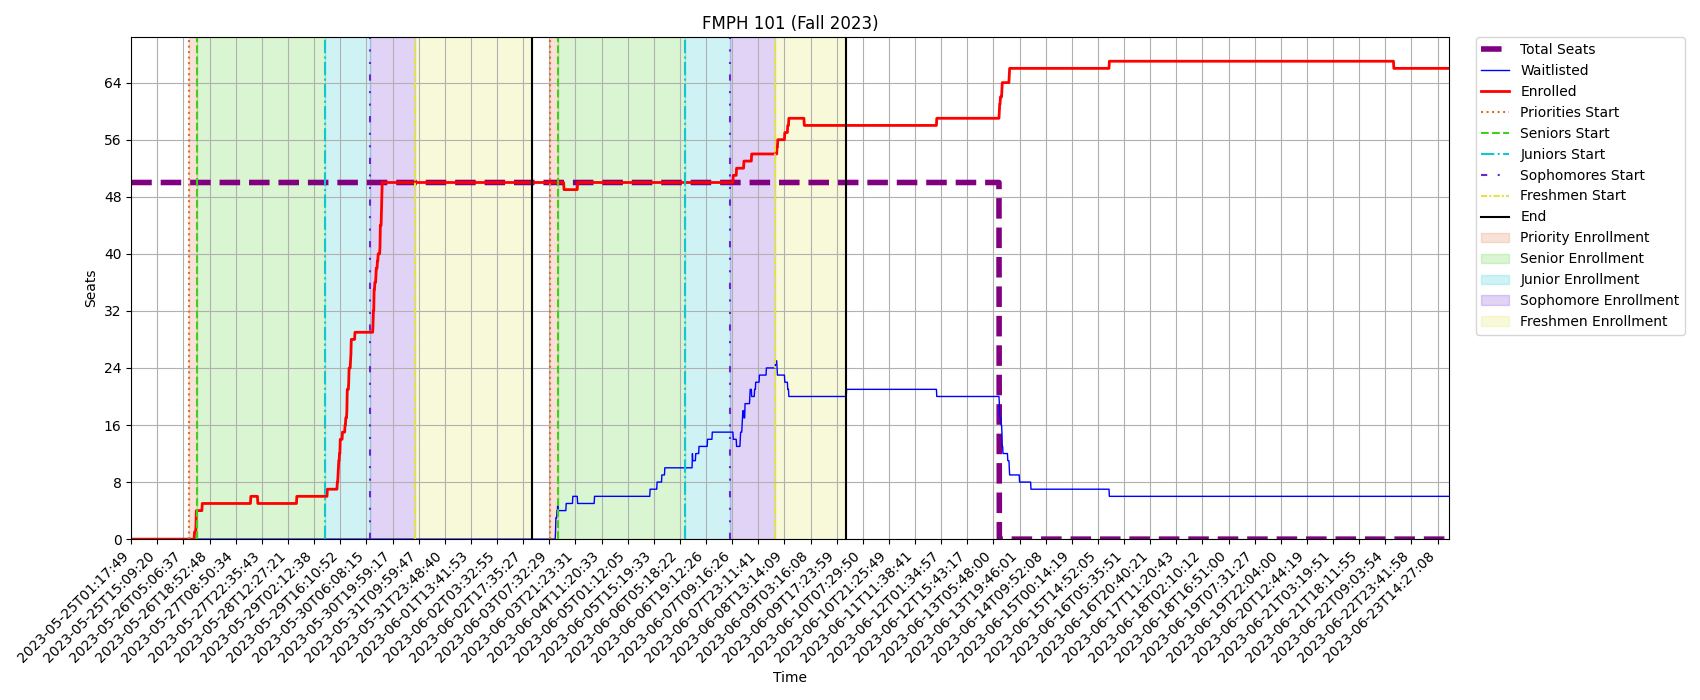 FMPH 101 (Fall 2023)
Seats
64
56
48
40
32
24
16
8
0
2023-05-25T01:17:49
2023-05-25T15:09:20
2023-05-26T05:06:37
2023-05-26T18:52:48
2023-05-27T08:50:34
2023-05-27T22:35:43
2023-05-28T12:27:21
2023-05-29T02:12:38
2023-05-29T16:10:52
2023-05-30T06:08:15
2023-05-30T19:59:17
2023-05-31T09:59:47
2023-05-31T23:48:40
2023-06-01T13:41:53
2023-06-02T03:32:55
2023-06-02T17:35:27
2023-06-03T07:32:29
2023-06-03T21:23:31
2023-06-04T11:20:33
2023-06-05T01:12:05
2023-06-05T15:19:33
2023-06-06T05:18:22
2023-06-06T19:12:26
2023-06-07T09:16:26
2023-06-07T23:11:41
2023-06-08T13:14:09
2023-06-09T03:16:08
2023-06-09T17:23:59
2023-06-10T07:29:50
2023-06-10T21:25:49
2023-06-11T11:38:41
2023-06-12T01:34:57
2023-06-12T15:43:17
2023-06-13T05:48:00
2023-06-13T19:46:01
2023-06-14T09:52:08
2023-06-15T00:14:19
2023-06-15T14:52:05
2023-06-16T05:35:51
2023-06-16T20:40:21
2023-06-17T11:20:43
2023-06-18T02:10:12
2023-06-18T16:51:00
2023-06-19T07:31:27
2023-06-19T22:04:00
2023-06-20T12:44:19
2023-06-21T03:19:51
2023-06-21T18:11:55
2023-06-22T09:03:54
2023-06-22T23:41:58
2023-06-23T14:27:08
Time
Total Seats
Waitlisted
Enrolled
Priorities Start
Seniors Start
Juniors Start
Sophomores Start
Freshmen Start
End
Priority Enrollment
Senior Enrollment
Junior Enrollment
Sophomore Enrollment
Freshmen Enrollment